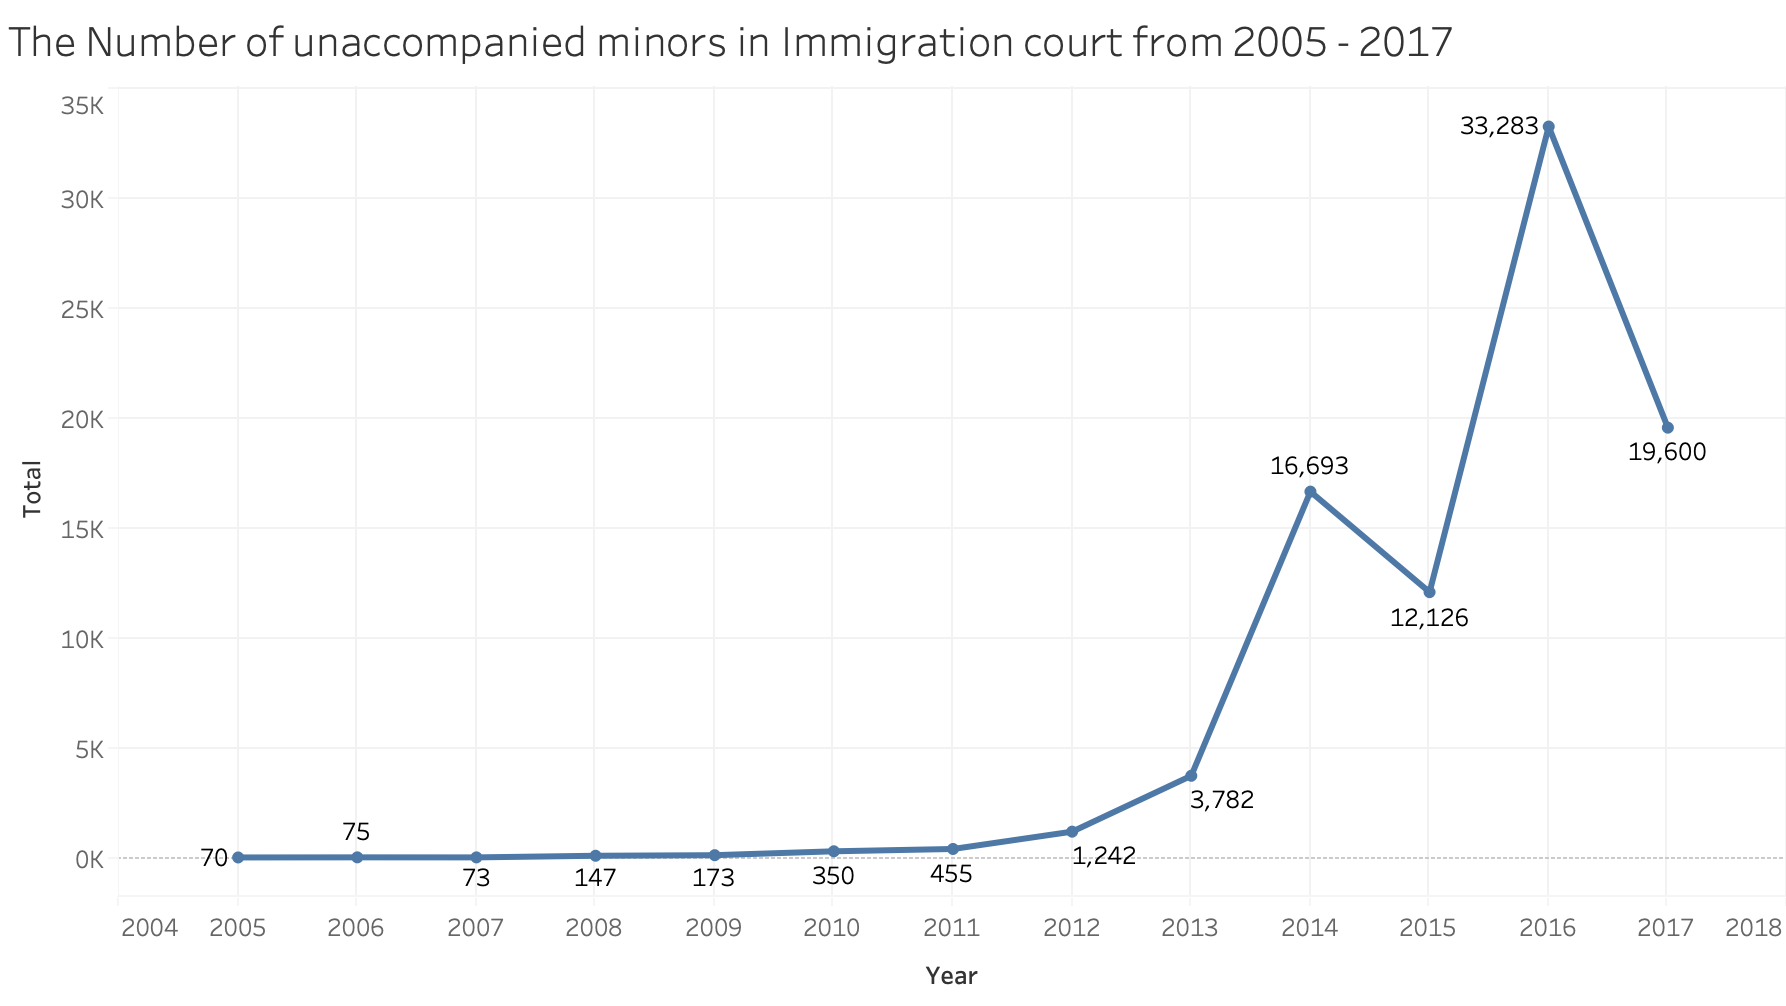 The Number of unaccompanied minors in Immigration court from 2005 - 2017
35K
33,283
30K
25K
20K
19,600
16,693
Total
15K
12,126
10K
5K
3,782
75
0K
70
1,242
73
147
173
350
455
2004 2005 2006 2007 2008 2009 2010 2011 2012 2013 2014 2015 2016 2017 2018
Year